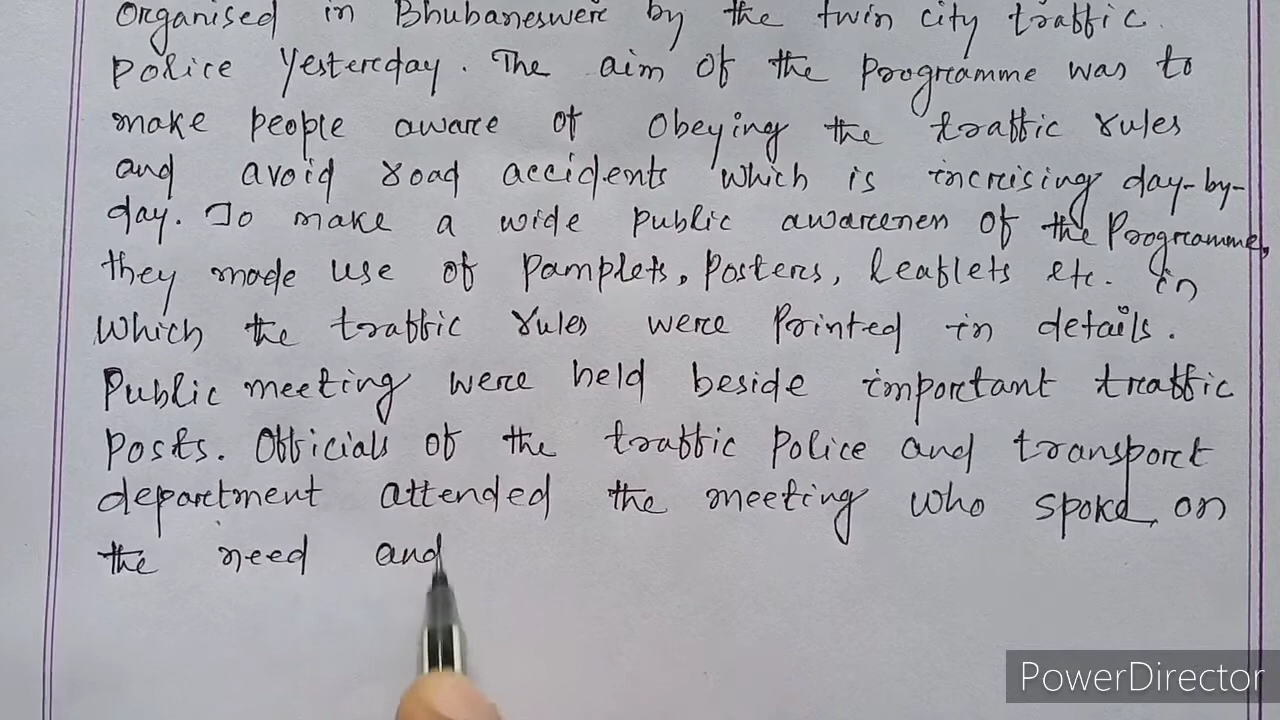 Organised in Bhubaneswere by the twin city traffic
police yesterday. The aim of the programme was to
make people aware of obeying the traffic rules
and avoid road accidents which is incrising day-by-
day. To make a wide public awarenen of the Programme,
they made use of pamplets, posters, leaflets etc. in
which the traffic rules were printed in details.
Public meeting were held beside important traffic
posts. Officials of the traffic police and transport
department attended the meeting who spoke on
the need and
PowerDirector